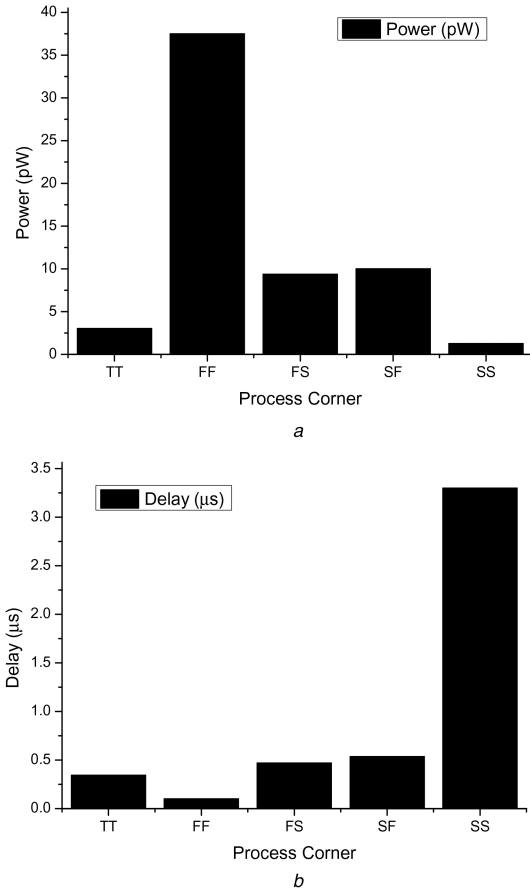 40
35
30
25
20
15
10
5
0
Power (pW)
Power (pW)
TT FF FS SF SS
Process Corner
a
3.5
3.0
2.5
2.0
1.5
1.0
0.5
0.0
Delay (μs)
Delay (μs)
TT FF FS SF SS
Process Corner
b